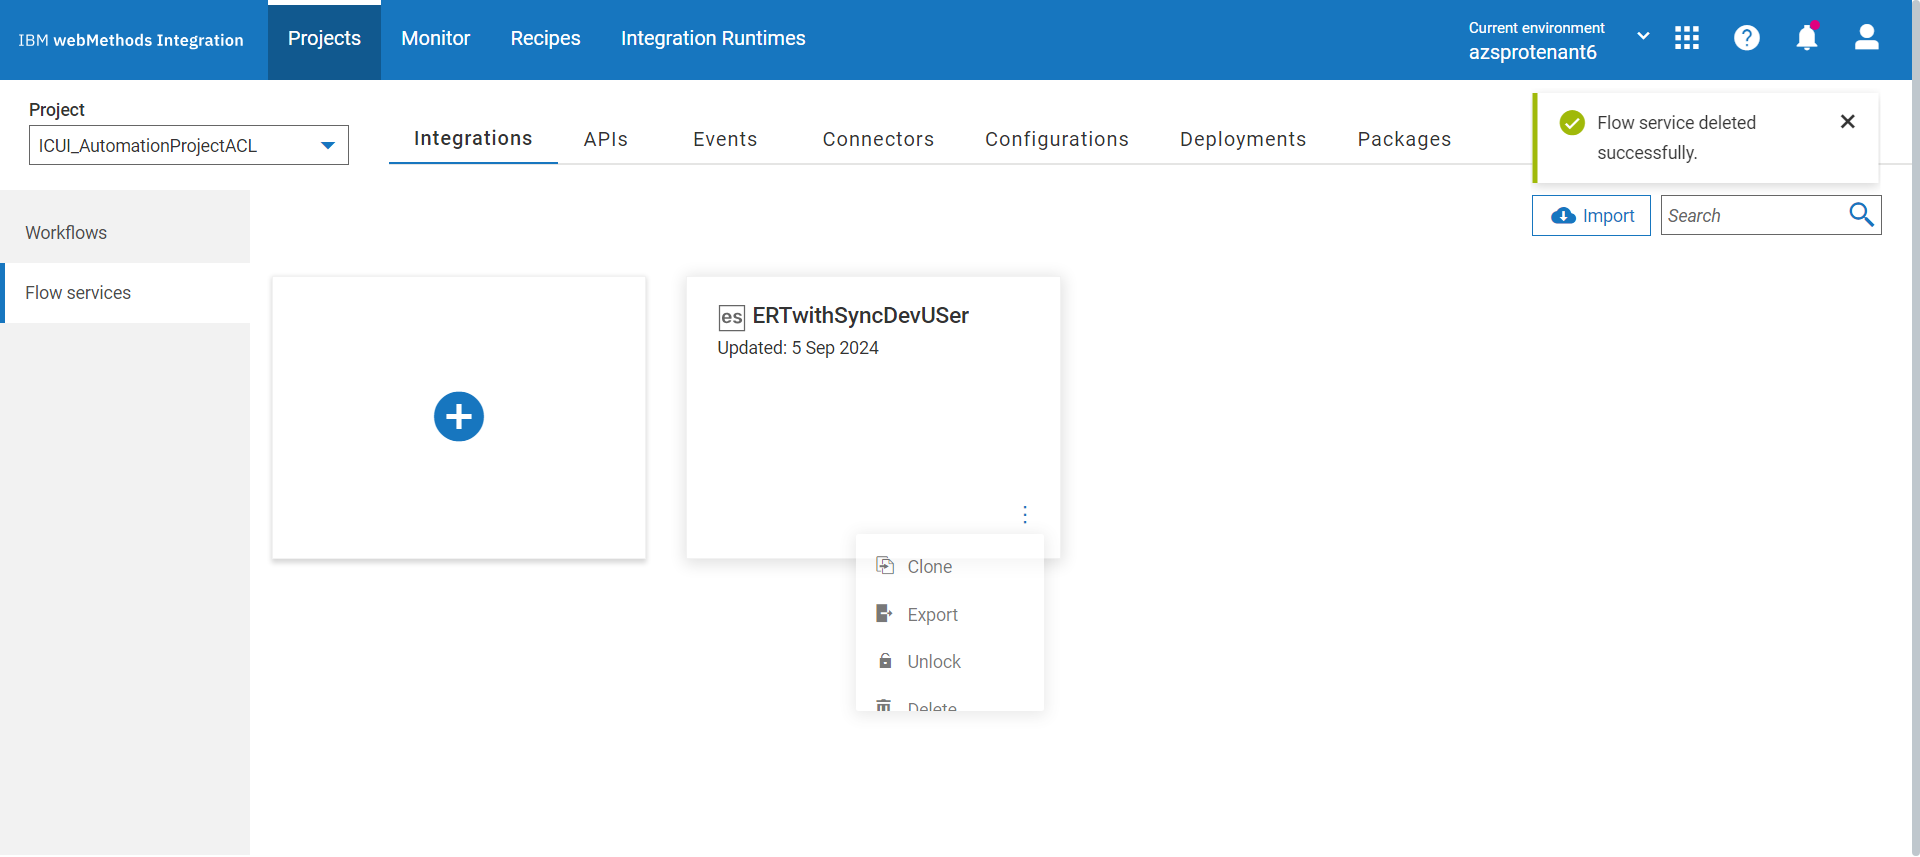 IBM webMethods Integration
Projects
Monitor
Recipes
Integration Runtimes
Current environment
azsprotenant6
?
Project
ICUI_AutomationProjectACL
Integrations
APIs
Events
Connectors
Configurations
Deployments
Packages
Flow service deleted
successfully.
Import
Search
Workflows
Flow services
es ERTwithSyncDevUSer
Updated: 5 Sep 2024
Clone
Export
Unlock
Delete